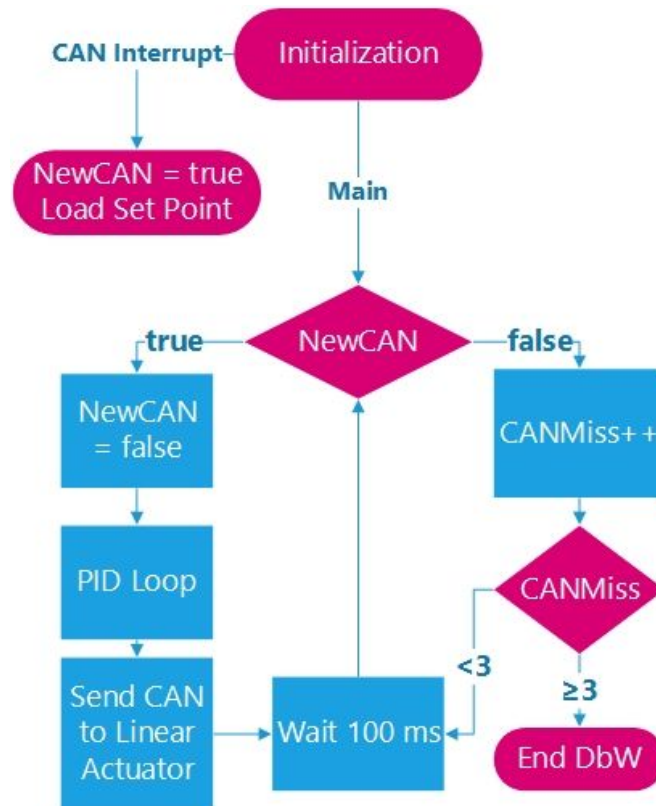 CAN Interrupt
Initialization
NewCAN = true
Load Set Point
Main
true
NewCAN
false
NewCAN
= false
CANMiss++
PID Loop
CANMiss
<3
≥3
Send CAN
to Linear
Actuator
Wait 100 ms
End DbW